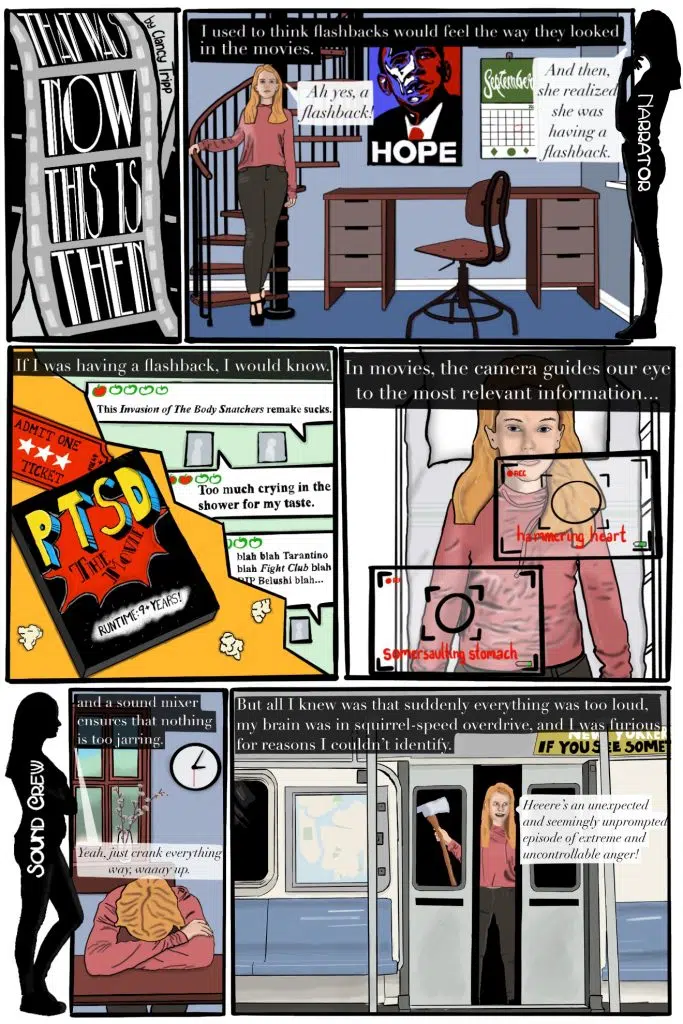 THAT WAS
NOW
THIS IS
THEN
by Clancy Tripp
I used to think flashbacks would feel the way they looked
in the movies.
Ah yes, a
flashback!
HOPE
September
And then,
she realized
she was
having a
flashback.
NARRATOR
If I was having a flashback, I would know.
This Invasion of The Body Snatchers remake sucks.
ADMIT ONE
TICKET
Too much crying in the
shower for my taste.
PTSD
THE MOVIE
RUNTIME: 9+ YEARS!
blah blah Tarantino
blah Fight Club blah
RIP Belushi blah...
In movies, the camera guides our eye
to the most relevant information...
REC
hammering heart
somersaulting stomach
SOUND CREW
and a sound mixer
ensures that nothing
is too jarring.
Yeah, just crank everything
way, waaay up.
But all I knew was that suddenly everything was too loud,
my brain was in squirrel-speed overdrive, and I was furious
for reasons I couldn't identify.
NEW YORKER
IF YOU SEE SOMET
Heeere's an unexpected
and seemingly unprompted
episode of extreme and
uncontrollable anger!